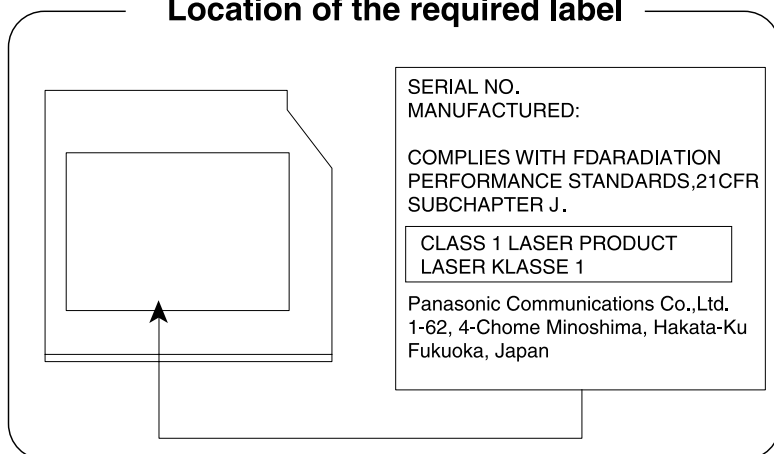 Location of the required label
SERIAL NO.
MANUFACTURED:
COMPLIES WITH FDARADIATION
PERFORMANCE STANDARDS,21CFR
SUBCHAPTER J.
CLASS 1 LASER PRODUCT
LASER KLASSE 1
Panasonic Communications Co.,Ltd.
1-62, 4-Chome Minoshima, Hakata-Ku
Fukuoka, Japan